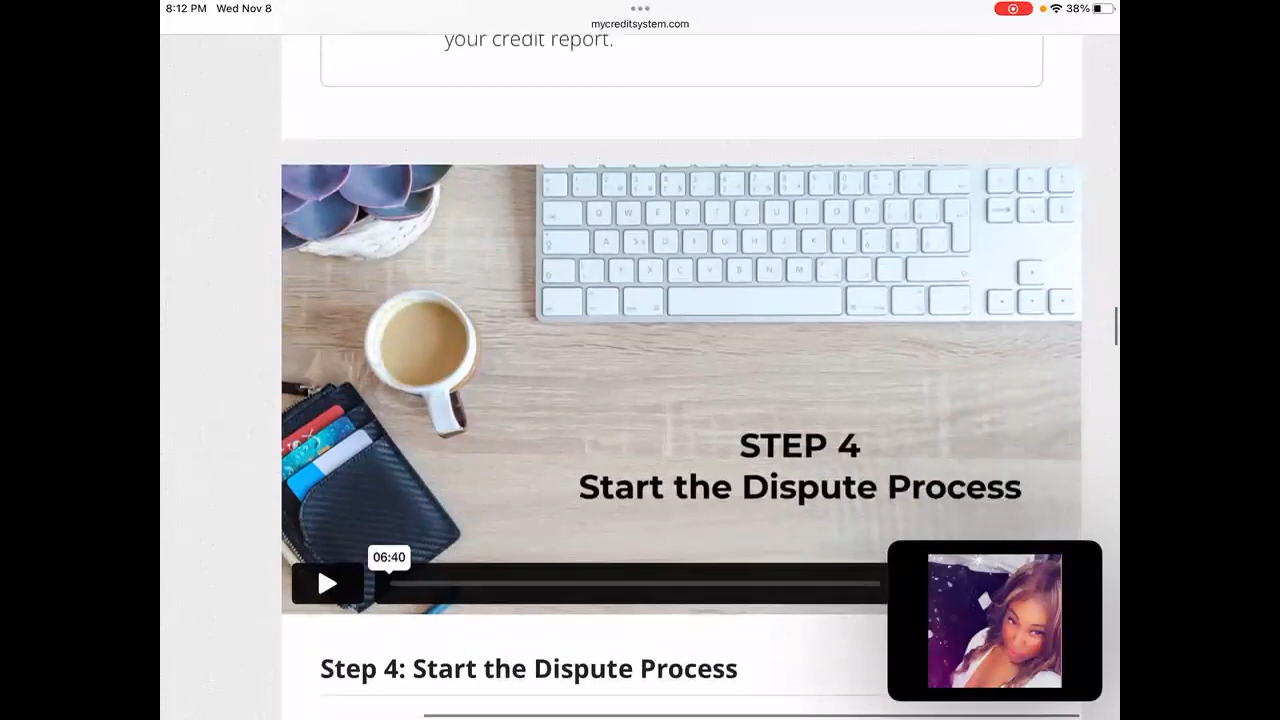 8:12 PM Wed Nov 8
38%
mycreditsystem.com
your credit report.
Q W E R T Z U I O P
STEP 4
Start the Dispute Process
06:40
Step 4: Start the Dispute Process